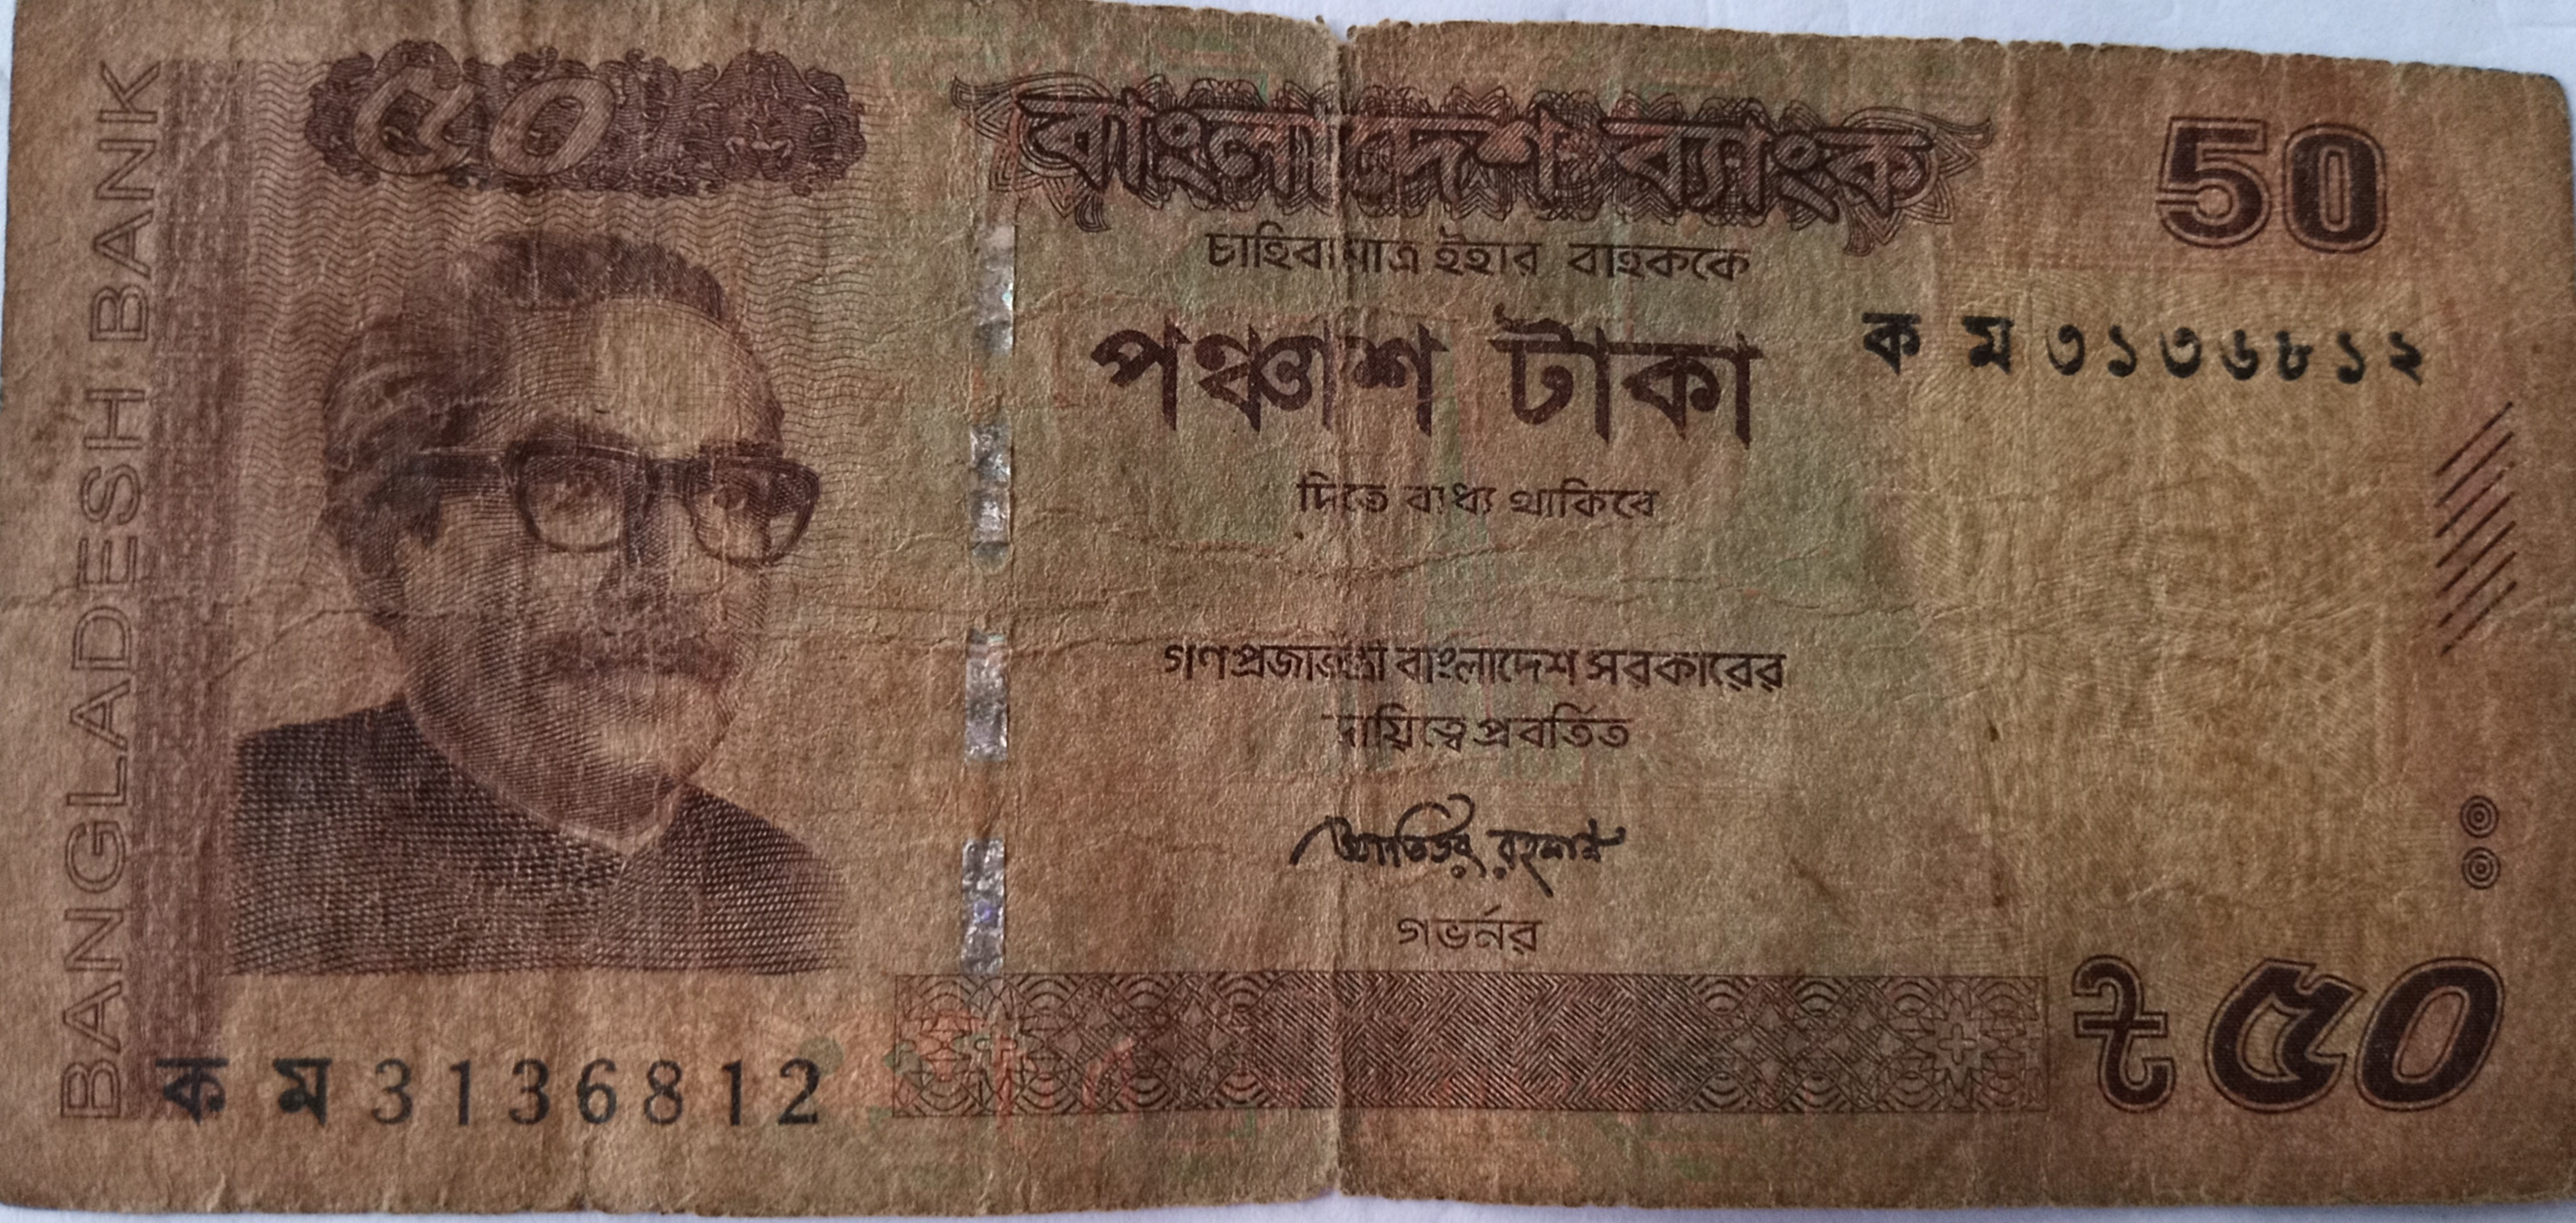 BANGLADESH BANK
৫০
বাংলাদেশ ব্যাংক
50
চাহিবামাত্র ইহার বাহককে
পঞ্চাশ টাকা
ক ম ৩১৩৬৮১২
দিতে বাধ্য থাকিবে
গণপ্রজাতন্ত্রী বাংলাদেশ সরকারের
দায়িত্বে প্রবর্তিত
আতিউর রহমান
গভর্নর
ক ম 3136812
৳ ৫০